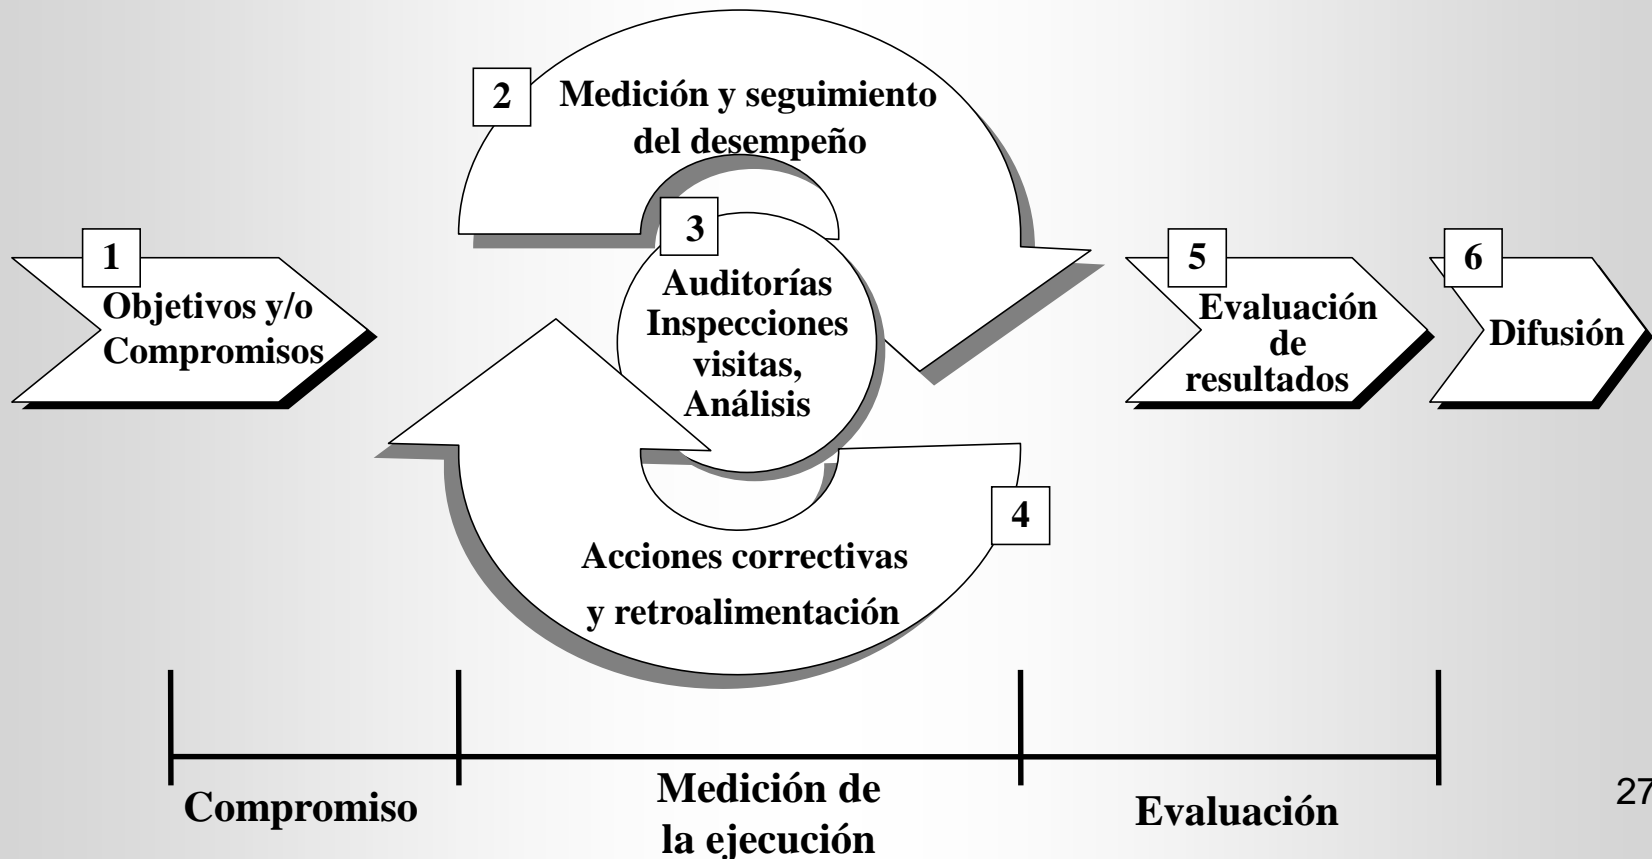 1
Objetivos y/o
Compromisos
2
Medición y seguimiento
del desempeño
3
Auditorías
Inspecciones
visitas,
Análisis
4
Acciones correctivas
y retroalimentación
5
Evaluación
de
resultados
6
Difusión
Compromiso
Medición de
la ejecución
Evaluación
27